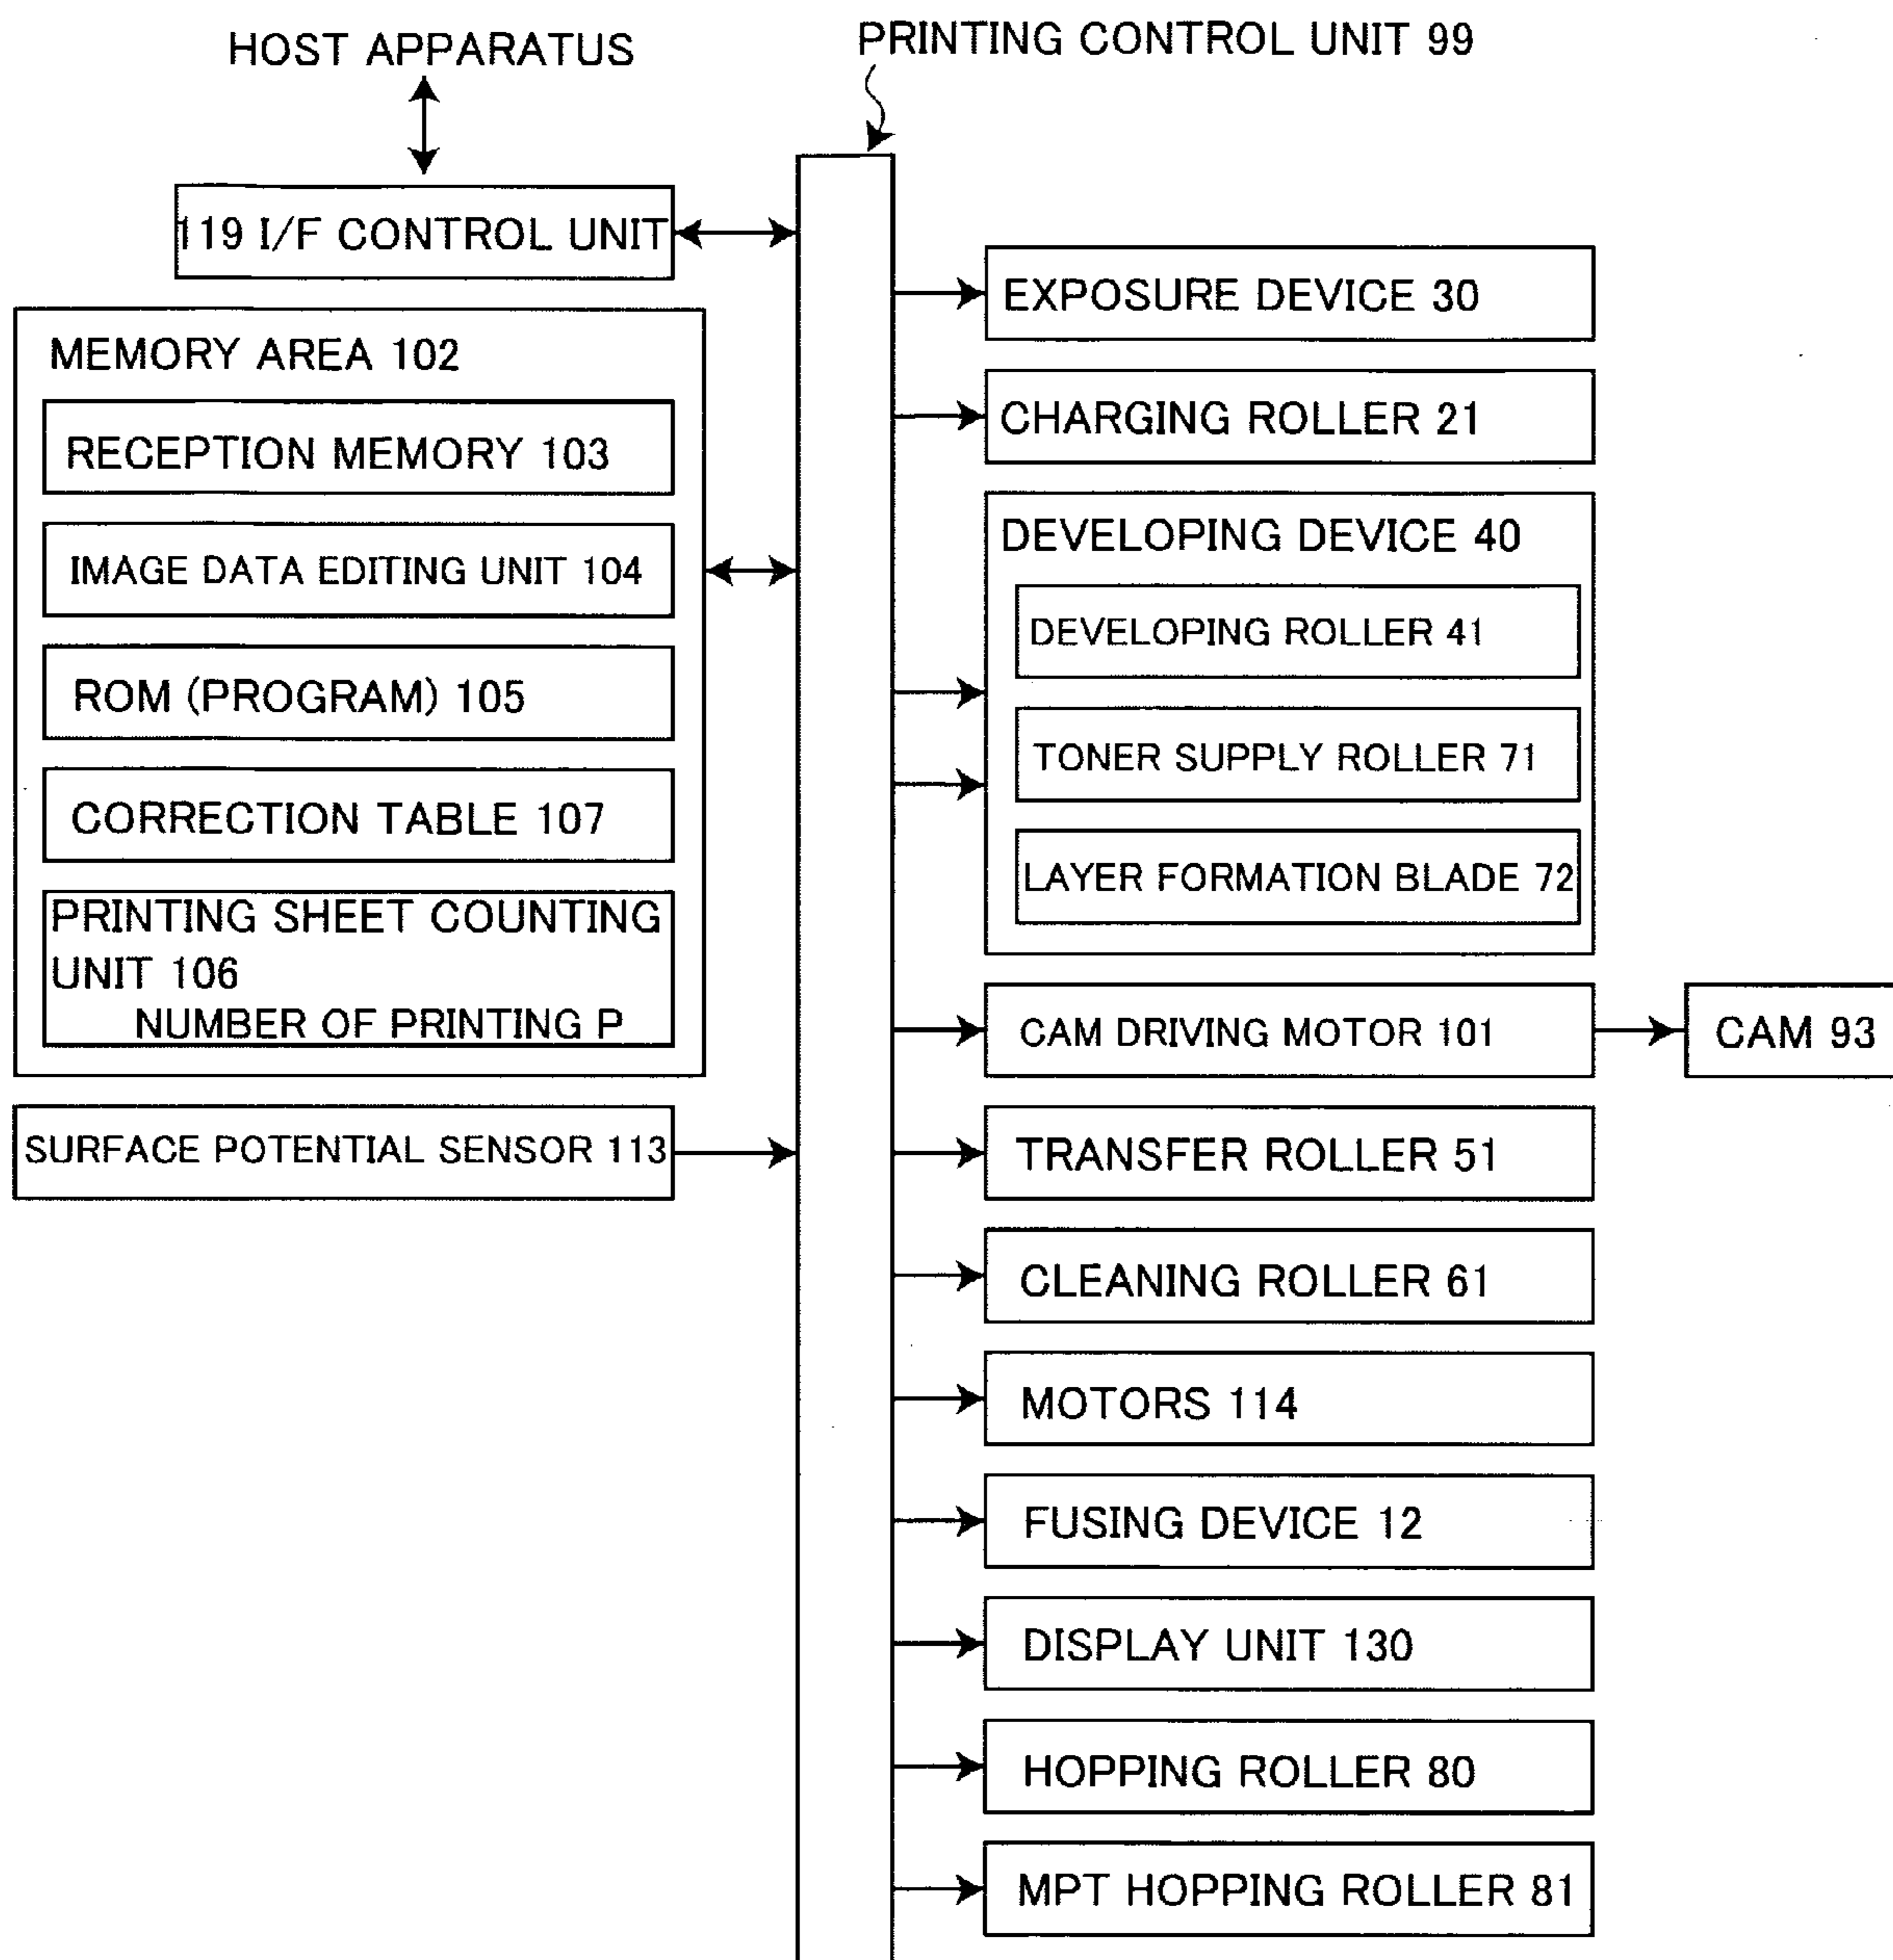 HOST APPARATUS
PRINTING CONTROL UNIT 99
119 I/F CONTROL UNIT
MEMORY AREA 102
RECEPTION MEMORY 103
IMAGE DATA EDITING UNIT 104
ROM (PROGRAM) 105
CORRECTION TABLE 107
PRINTING SHEET COUNTING
UNIT 106
NUMBER OF PRINTING P
SURFACE POTENTIAL SENSOR 113
EXPOSURE DEVICE 30
CHARGING ROLLER 21
DEVELOPING DEVICE 40
DEVELOPING ROLLER 41
TONER SUPPLY ROLLER 71
LAYER FORMATION BLADE 72
CAM DRIVING MOTOR 101
CAM 93
TRANSFER ROLLER 51
CLEANING ROLLER 61
MOTORS 114
FUSING DEVICE 12
DISPLAY UNIT 130
HOPPING ROLLER 80
MPT HOPPING ROLLER 81